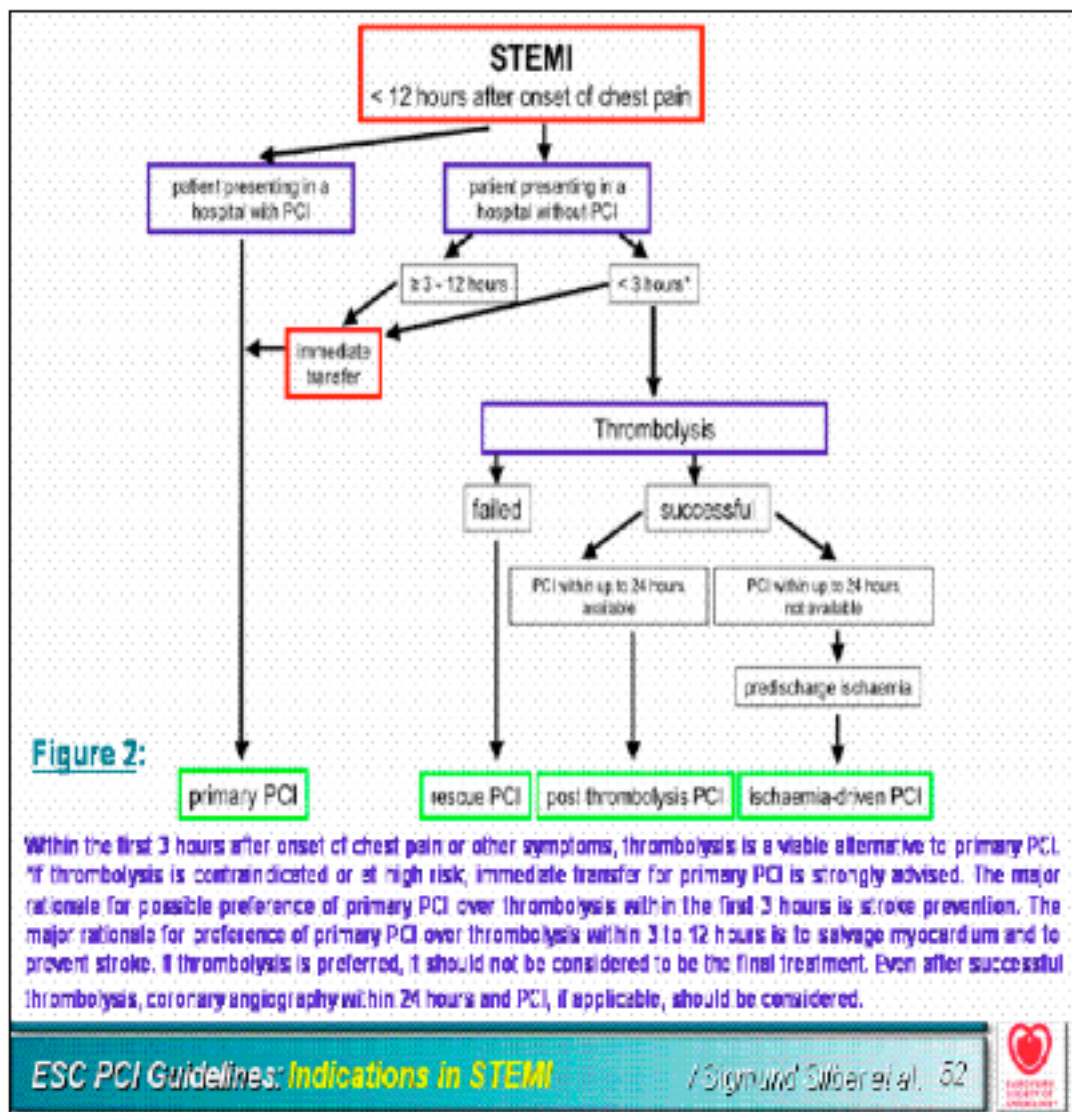 STEMI
< 12 hours after onset of chest pain
patient presenting in a
hospital with PCI
patient presenting in a
hospital without PCI
≥ 3 - 12 hours
< 3 hours*
immediate
transfer
Thrombolysis
failed
successful
PCI within up to 24 hours
available
PCI within up to 24 hours
not available
predischarge ischaemia
Figure 2:
primary PCI
rescue PCI
post thrombolysis PCI
ischaemia-driven PCI
Within the first 3 hours after onset of chest pain or other symptoms, thrombolysis is a viable alternative to primary PCI.
*If thrombolysis is contraindicated or at high risk, immediate transfer for primary PCI is strongly advised. The major
rationale for possible preference of primary PCI over thrombolysis within the first 3 hours is stroke prevention. The
major rationale for preference of primary PCI over thrombolysis within 3 to 12 hours is to salvage myocardium and to
prevent stroke. If thrombolysis is preferred, it should not be considered to be the final treatment. Even after successful
thrombolysis, coronary angiography within 24 hours and PCI, if applicable, should be considered.
ESC PCI Guidelines: Indications in STEMI
/ Sigmund Silber et al. 52
EUROPEAN
SOCIETY OF
CARDIOLOGY